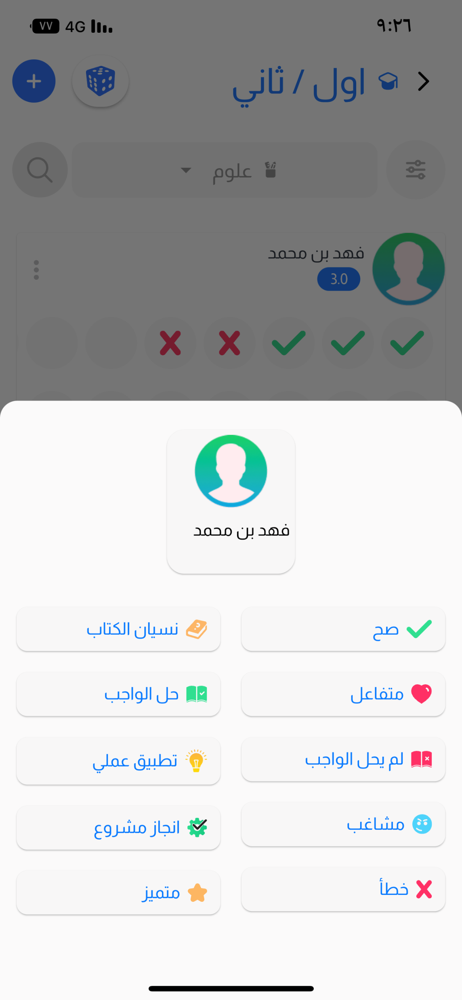 ٩:٢٦
4G
٧٧
اول / ثاني
علوم
فهد بن محمد
3.0
فهد بن محمد
صح
نسيان الكتاب
متفاعل
حل الواجب
لم يحل الواجب
تطبيق عملي
مشاغب
انجاز مشروع
خطأ
متميز